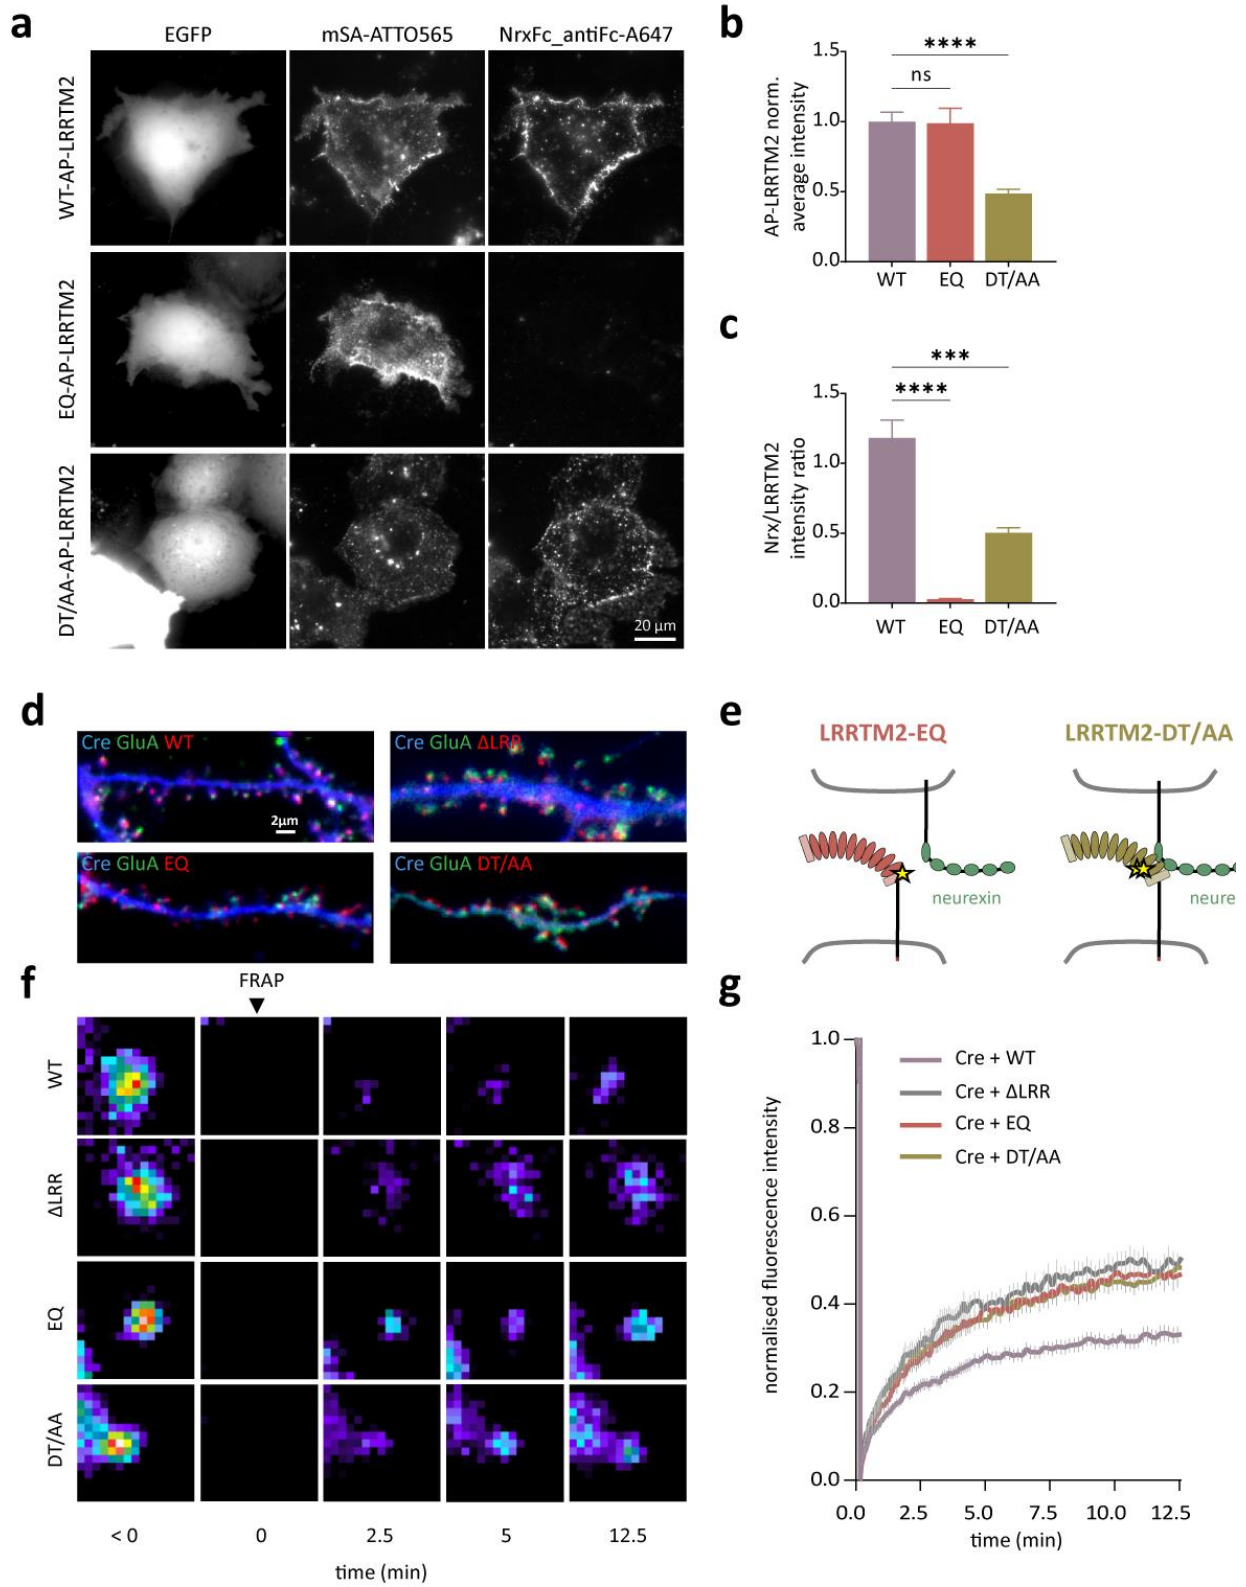 a
EGFP
mSA-ATTO565
NrxFc_antiFc-A647
WT-AP-LRRTM2
EQ-AP-LRRTM2
DT/AA-AP-LRRTM2
20 µm
b
AP-LRRTM2 norm.
average intensity
1.5
1.0
0.5
0.0
****
ns
WT
EQ
DT/AA
c
Nrx/LRRTM2
intensity ratio
1.5
1.0
0.5
0.0
***
****
WT
EQ
DT/AA
d
Cre GluA WT
2µm
Cre GluA ΔLRR
Cre GluA EQ
Cre GluA DT/AA
e
LRRTM2-EQ
neurexin
LRRTM2-DT/AA
neure
f
FRAP
WT
ΔLRR
EQ
DT/AA
< 0
0
2.5
5
12.5
time (min)
g
normalised fluorescence intensity
1.0
0.8
0.6
0.4
0.2
0.0
Cre + WT
Cre + ΔLRR
Cre + EQ
Cre + DT/AA
0.0
2.5
5.0
7.5
10.0
12.5
time (min)